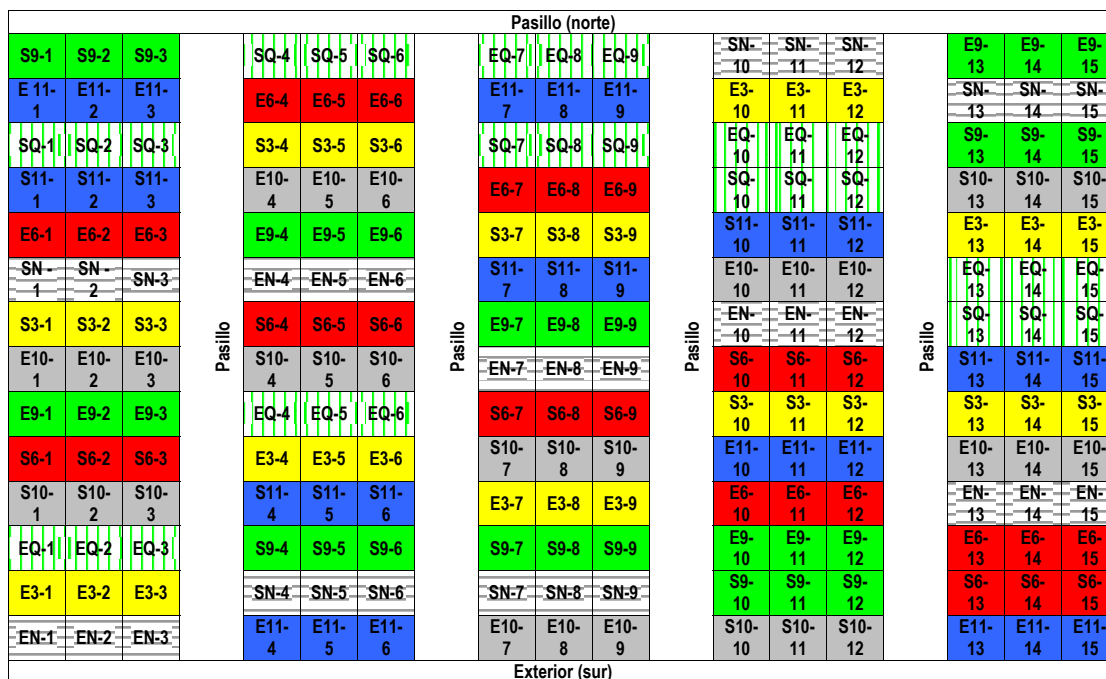 Pasillo (norte)
S9-1 S9-2 S9-3 SQ-4 SQ-5 SQ-6 EQ-7 EQ-8 EQ-9 SN-10 SN-11 SN-12 E9-13 E9-14 E9-15
E 11-1 E11-2 E11-3 E6-4 E6-5 E6-6 E11-7 E11-8 E11-9 E3-10 E3-11 E3-12 SN-13 SN-14 SN-15
SQ-1 SQ-2 SQ-3 S3-4 S3-5 S3-6 SQ-7 SQ-8 SQ-9 EQ-10 EQ-11 EQ-12 S9-13 S9-14 S9-15
S11-1 S11-2 S11-3 E10-4 E10-5 E10-6 E6-7 E6-8 E6-9 SQ-10 SQ-11 SQ-12 S10-13 S10-14 S10-15
E6-1 E6-2 E6-3 E9-4 E9-5 E9-6 S3-7 S3-8 S3-9 S11-10 S11-11 S11-12 E3-13 E3-14 E3-15
SN -1 SN -2 SN-3 EN-4 EN-5 EN-6 S11-7 S11-8 S11-9 E10-10 E10-11 E10-12 EQ-13 EQ-14 EQ-15
S3-1 S3-2 S3-3 Pasillo S6-4 S6-5 S6-6 Pasillo E9-7 E9-8 E9-9 Pasillo EN-10 EN-11 EN-12 Pasillo SQ-13 SQ-14 SQ-15
E10-1 E10-2 E10-3 S10-4 S10-5 S10-6 EN-7 EN-8 EN-9 S6-10 S6-11 S6-12 S11-13 S11-14 S11-15
E9-1 E9-2 E9-3 EQ-4 EQ-5 EQ-6 S6-7 S6-8 S6-9 S3-10 S3-11 S3-12 S3-13 S3-14 S3-15
S6-1 S6-2 S6-3 E3-4 E3-5 E3-6 S10-7 S10-8 S10-9 E11-10 E11-11 E11-12 E10-13 E10-14 E10-15
S10-1 S10-2 S10-3 S11-4 S11-5 S11-6 E3-7 E3-8 E3-9 E6-10 E6-11 E6-12 EN-13 EN-14 EN-15
EQ-1 EQ-2 EQ-3 S9-4 S9-5 S9-6 S9-7 S9-8 S9-9 E9-10 E9-11 E9-12 E6-13 E6-14 E6-15
E3-1 E3-2 E3-3 SN-4 SN-5 SN-6 SN-7 SN-8 SN-9 S9-10 S9-11 S9-12 S6-13 S6-14 S6-15
EN-1 EN-2 EN-3 E11-4 E11-5 E11-6 E10-7 E10-8 E10-9 S10-10 S10-11 S10-12 E11-13 E11-14 E11-15
Exterior (sur)